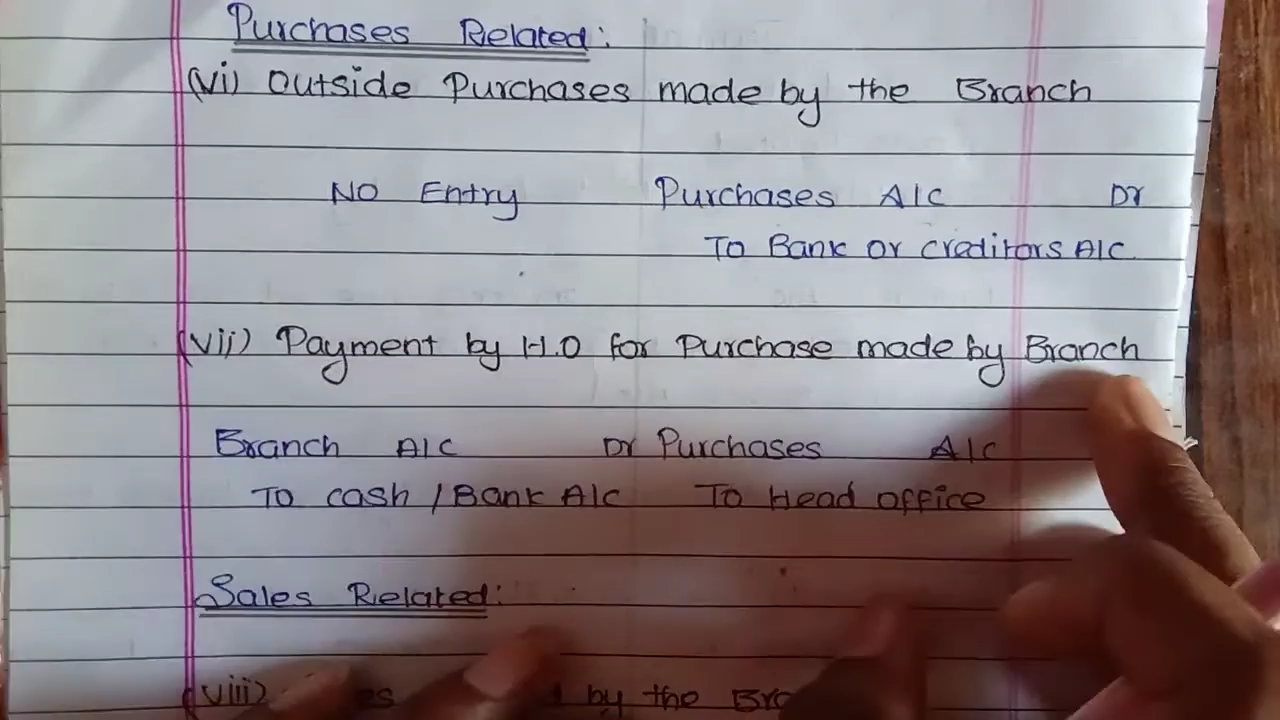 Purchases Related:
(vi) Outside Purchases made by the Branch
NO Entry Purchases A/C Dr
To Bank or creditors A/C
(vii) Payment by H.O for Purchase made by Branch
Branch A/C Dr Purchases A/C
To cash / Bank A/C To Head office
Sales Related:
(viii) by the